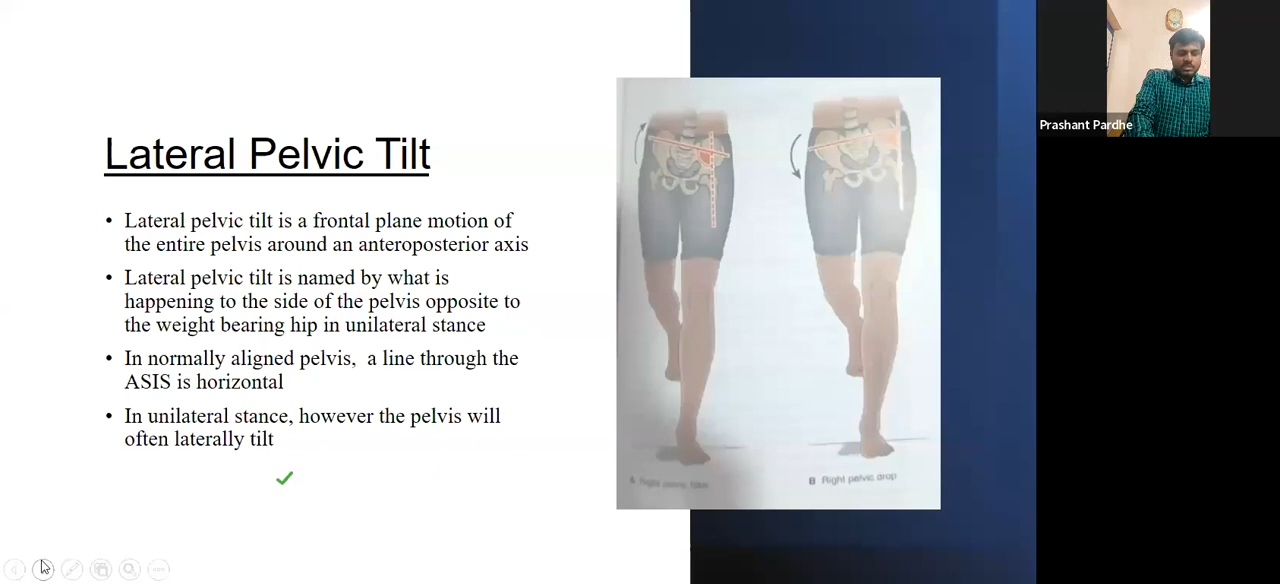 Lateral Pelvic Tilt
• Lateral pelvic tilt is a frontal plane motion of
the entire pelvis around an anteroposterior axis
• Lateral pelvic tilt is named by what is
happening to the side of the pelvis opposite to
the weight bearing hip in unilateral stance
• In normally aligned pelvis, a line through the
ASIS is horizontal
• In unilateral stance, however the pelvis will
often laterally tilt
A Right pelvic
B Right pelvic drop
Prashant Pardhe